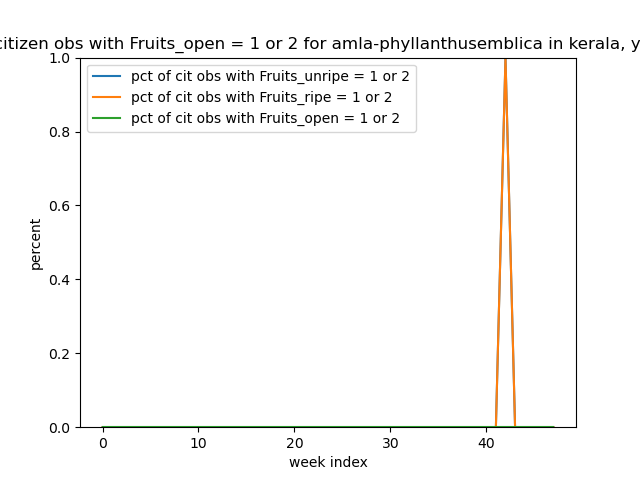 citizen obs with Fruits_open = 1 or 2 for amla-phyllanthusemblica in kerala, y
pct of cit obs with Fruits_unripe = 1 or 2
pct of cit obs with Fruits_ripe = 1 or 2
pct of cit obs with Fruits_open = 1 or 2
1.0
0.8
0.6
0.4
0.2
0.0
percent
0 10 20 30 40
week index